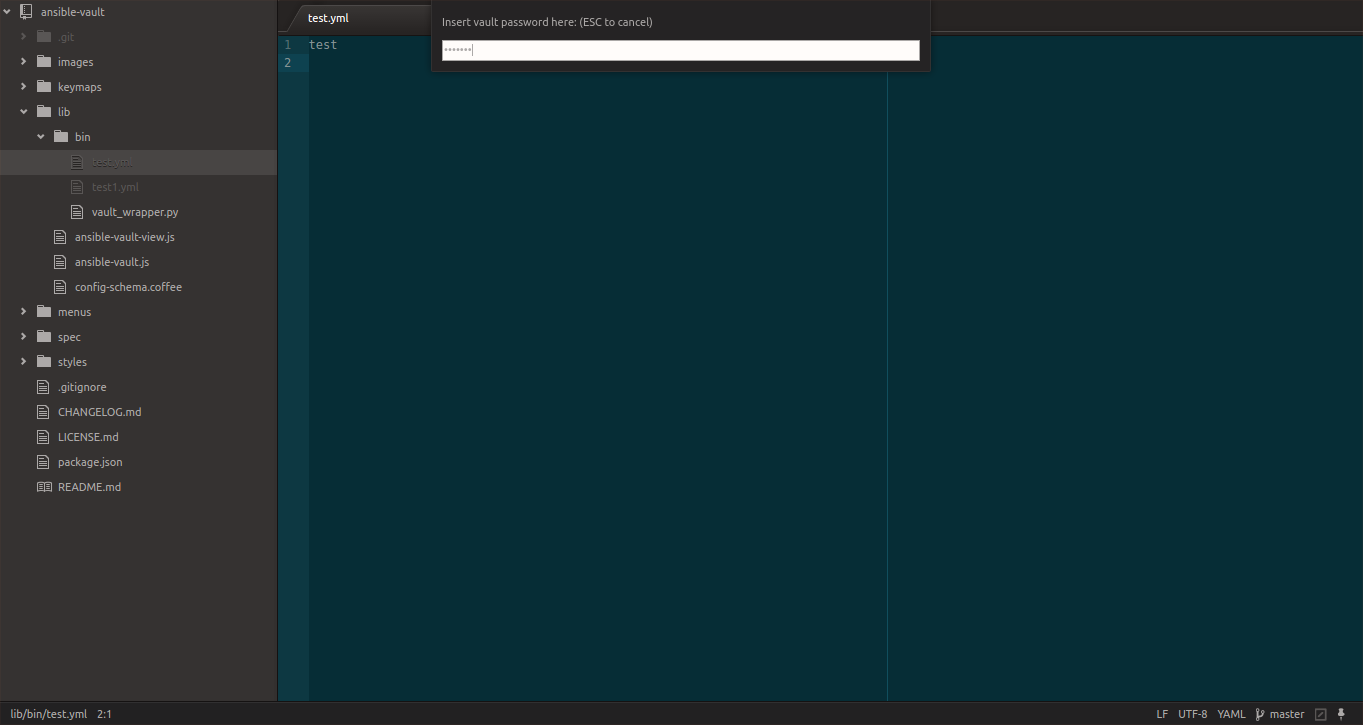 ansible-vault
.git
images
keymaps
lib
bin
test.yml
test1.yml
vault_wrapper.py
ansible-vault-view.js
ansible-vault.js
config-schema.coffee
menus
spec
styles
.gitignore
CHANGELOG.md
LICENSE.md
package.json
README.md
test.yml
Insert vault password here: (ESC to cancel)
•••••••
1 test
2
lib/bin/test.yml 2:1
LF UTF-8 YAML master